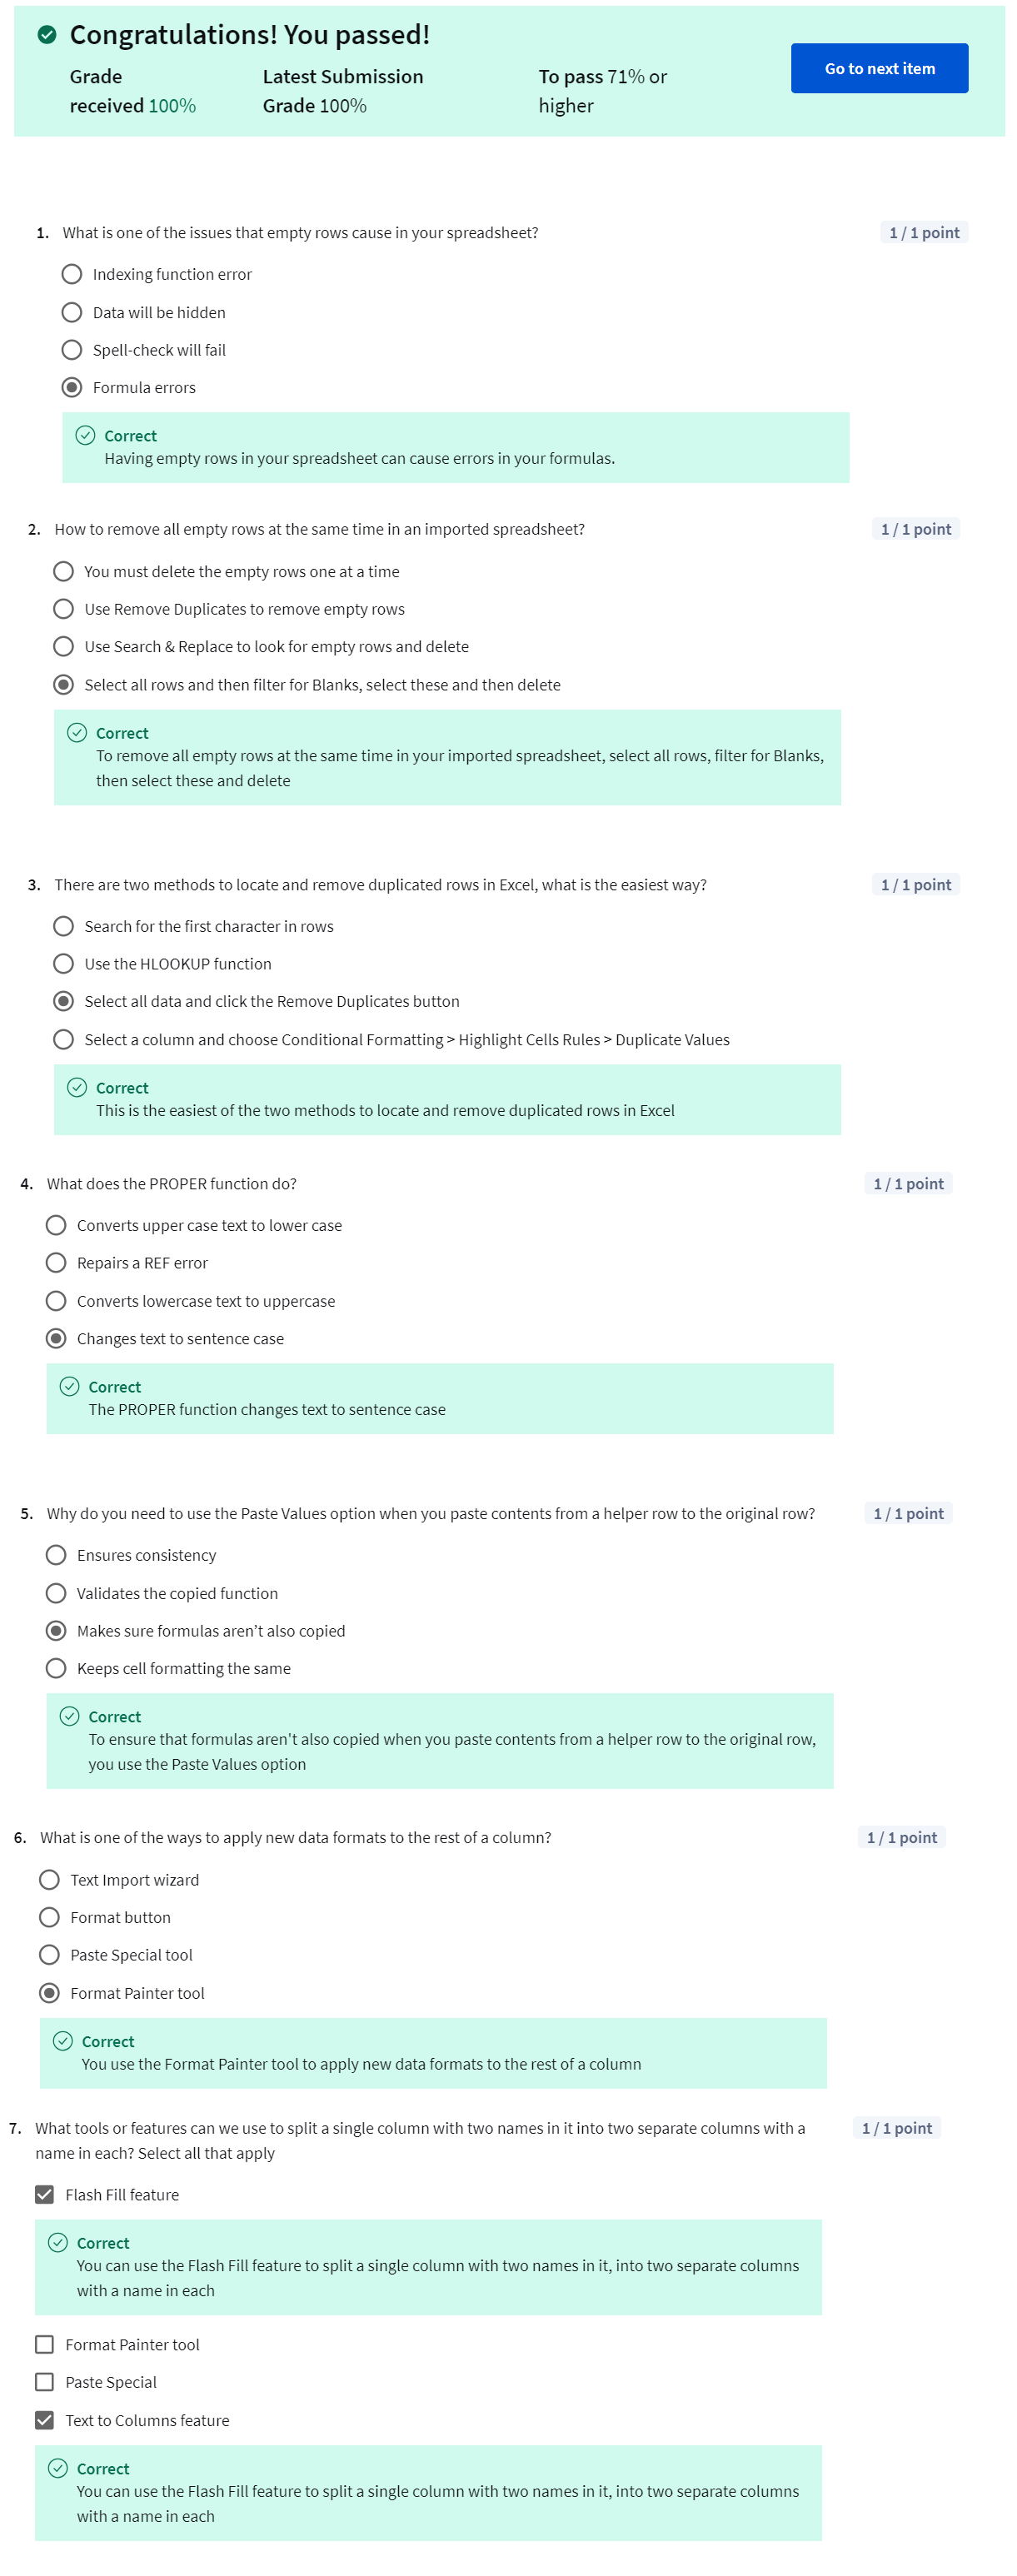 Congratulations! You passed!
Grade received 100%
Latest Submission Grade 100%
To pass 71% or higher
Go to next item
1. What is one of the issues that empty rows cause in your spreadsheet?
1 / 1 point
Indexing function error
Data will be hidden
Spell-check will fail
Formula errors
Correct
Having empty rows in your spreadsheet can cause errors in your formulas.
2. How to remove all empty rows at the same time in an imported spreadsheet?
1 / 1 point
You must delete the empty rows one at a time
Use Remove Duplicates to remove empty rows
Use Search & Replace to look for empty rows and delete
Select all rows and then filter for Blanks, select these and then delete
Correct
To remove all empty rows at the same time in your imported spreadsheet, select all rows, filter for Blanks,
then select these and delete
3. There are two methods to locate and remove duplicated rows in Excel, what is the easiest way?
1 / 1 point
Search for the first character in rows
Use the HLOOKUP function
Select all data and click the Remove Duplicates button
Select a column and choose Conditional Formatting > Highlight Cells Rules > Duplicate Values
Correct
This is the easiest of the two methods to locate and remove duplicated rows in Excel
4. What does the PROPER function do?
1 / 1 point
Converts upper case text to lower case
Repairs a REF error
Converts lowercase text to uppercase
Changes text to sentence case
Correct
The PROPER function changes text to sentence case
5. Why do you need to use the Paste Values option when you paste contents from a helper row to the original row?
1 / 1 point
Ensures consistency
Validates the copied function
Makes sure formulas aren’t also copied
Keeps cell formatting the same
Correct
To ensure that formulas aren't also copied when you paste contents from a helper row to the original row,
you use the Paste Values option
6. What is one of the ways to apply new data formats to the rest of a column?
1 / 1 point
Text Import wizard
Format button
Paste Special tool
Format Painter tool
Correct
You use the Format Painter tool to apply new data formats to the rest of a column
7. What tools or features can we use to split a single column with two names in it into two separate columns with a
name in each? Select all that apply
1 / 1 point
Flash Fill feature
Correct
You can use the Flash Fill feature to split a single column with two names in it, into two separate columns
with a name in each
Format Painter tool
Paste Special
Text to Columns feature
Correct
You can use the Flash Fill feature to split a single column with two names in it, into two separate columns
with a name in each